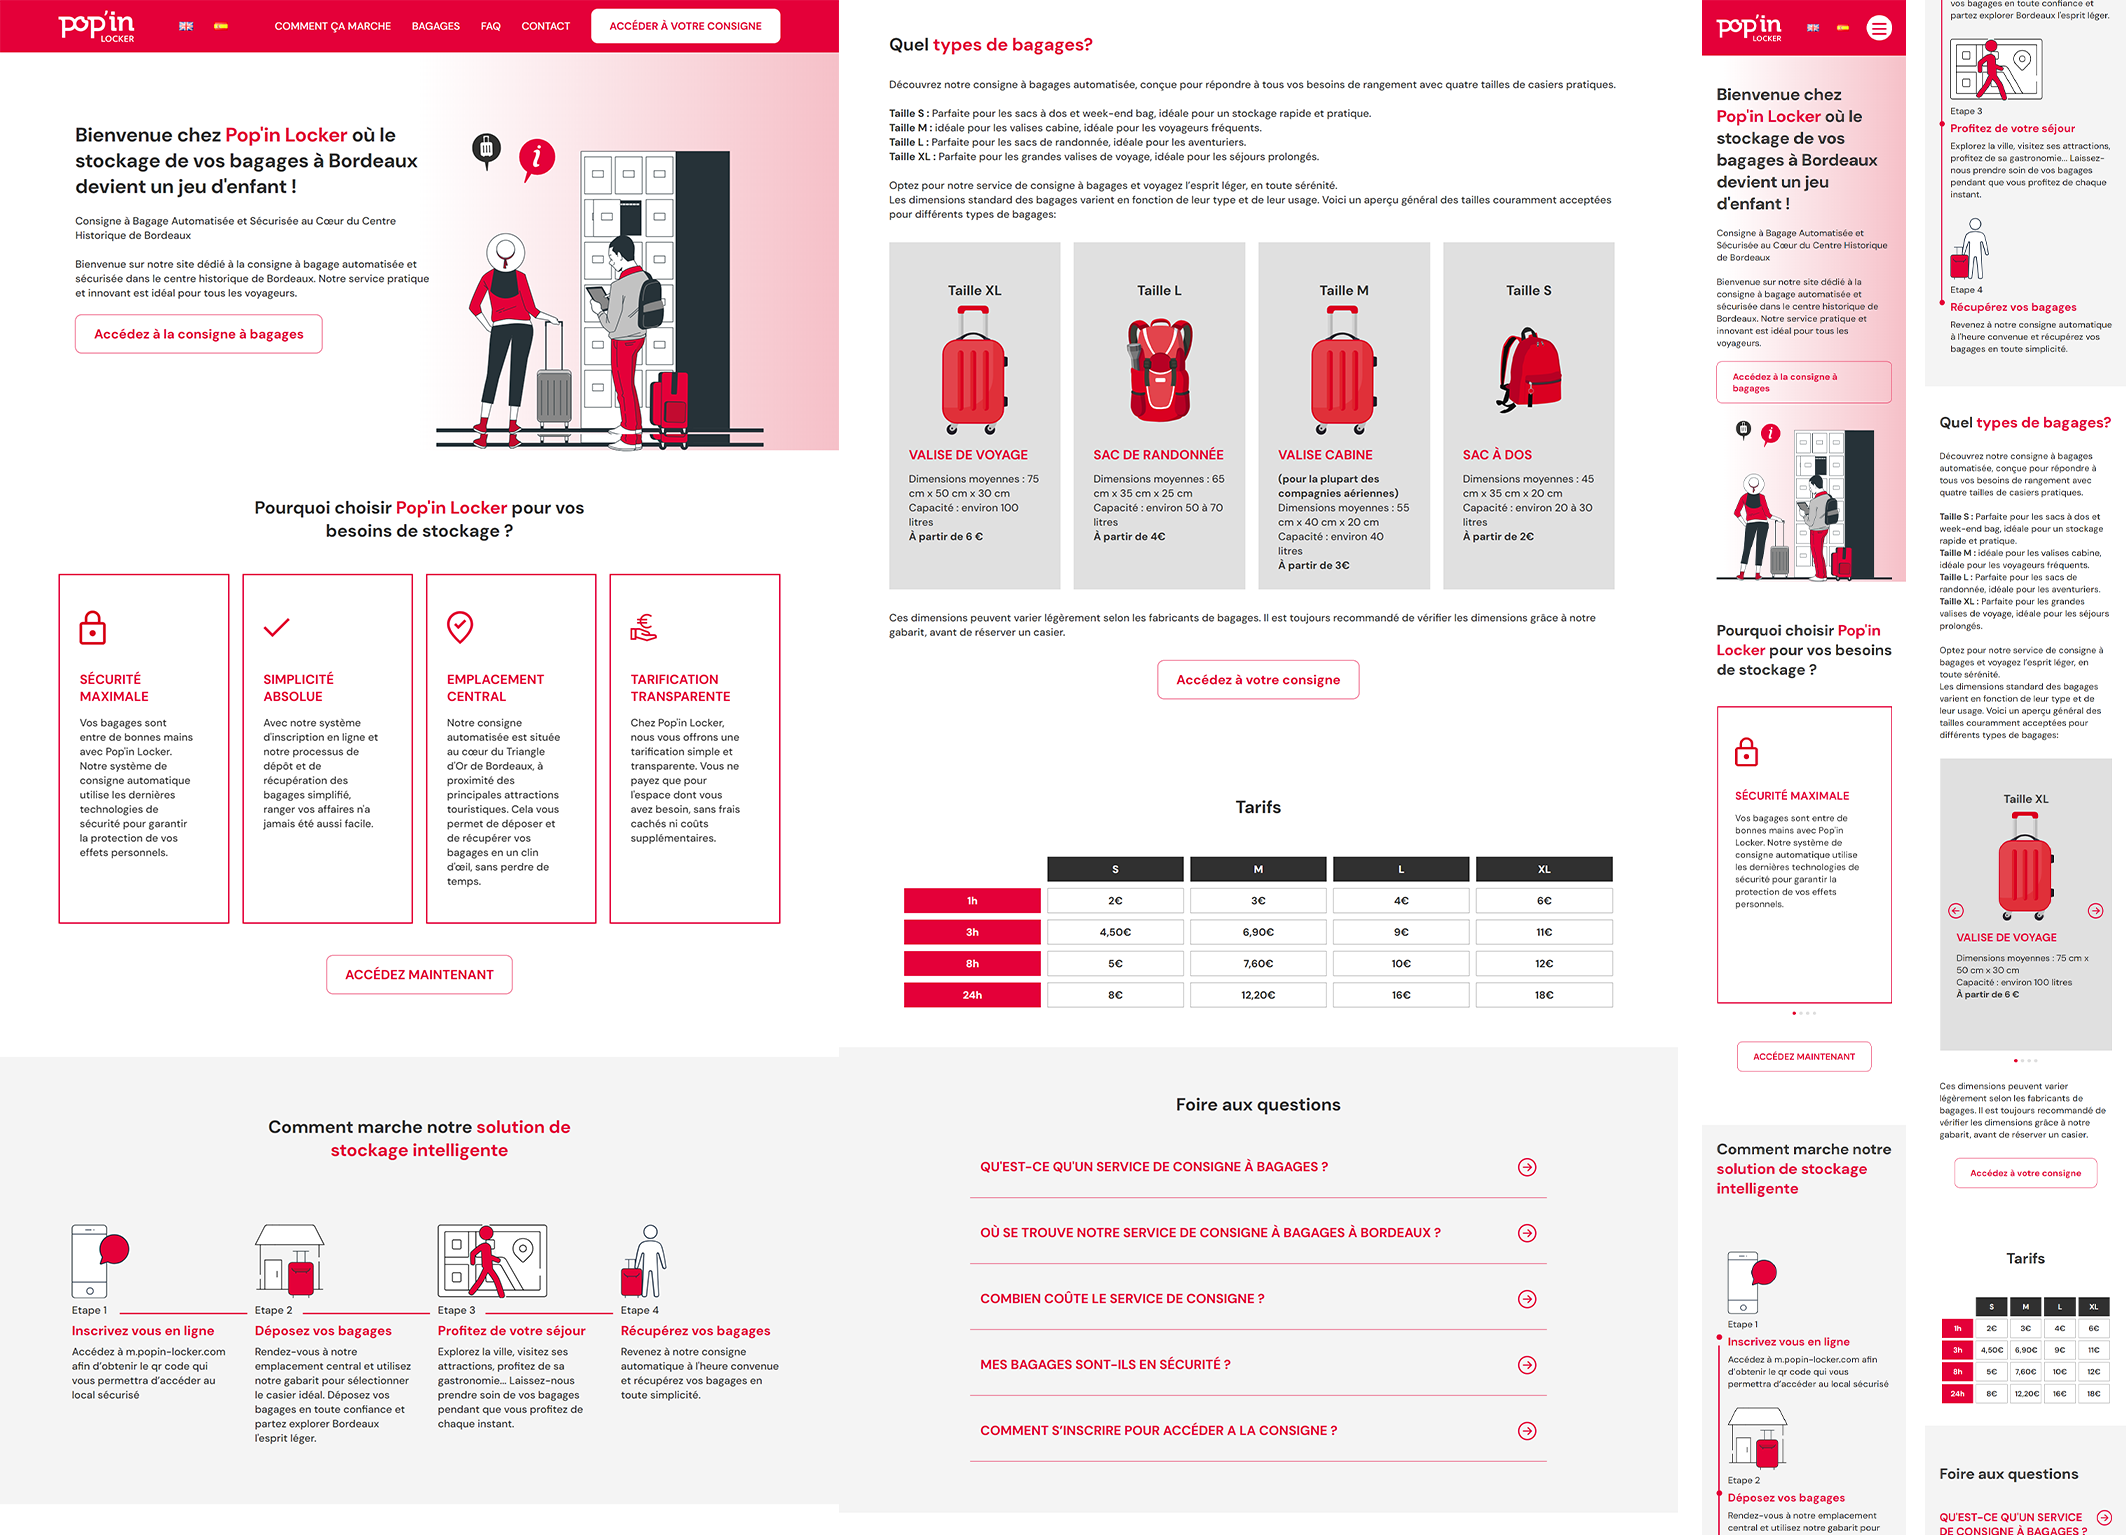 pop'in
LOCKER
COMMENT ÇA MARCHE
BAGAGES
FAQ
CONTACT
ACCÉDER À VOTRE CONSIGNE
Bienvenue chez Pop'in Locker où le
stockage de vos bagages à Bordeaux
devient un jeu d'enfant !
Consigne à Bagage Automatisée et Sécurisée au Cœur du Centre
Historique de Bordeaux
Bienvenue sur notre site dédié à la consigne à bagage automatisée et
sécurisée dans le centre historique de Bordeaux. Notre service pratique
et innovant est idéal pour tous les voyageurs.
Accédez à la consigne à bagages
i
Pourquoi choisir Pop'in Locker pour vos
besoins de stockage ?
SÉCURITÉ
MAXIMALE
Vos bagages sont
entre de bonnes mains
avec Pop'in Locker.
Notre système de
consigne automatique
utilise les dernières
technologies de
sécurité pour garantir
la protection de vos
effets personnels.
SIMPLICITÉ
ABSOLUE
Avec notre système
d'inscription en ligne et
notre processus de
dépôt et de
récupération des
bagages simplifié,
ranger vos affaires n'a
jamais été aussi facile.
EMPLACEMENT
CENTRAL
Notre consigne
automatisée est située
au cœur du Triangle
d'Or de Bordeaux, à
proximité des
principales attractions
touristiques. Cela vous
permet de déposer et
de récupérer vos
bagages en un clin
d'œil, sans perdre de
temps.
TARIFICATION
TRANSPARENTE
Chez Pop'in Locker,
nous vous offrons une
tarification simple et
transparente. Vous ne
payez que pour
l'espace dont vous
avez besoin, sans frais
cachés ni coûts
supplémentaires.
ACCÉDEZ MAINTENANT
Comment marche notre solution de
stockage intelligente
Etape 1
Inscrivez vous en ligne
Accédez à m.popin-locker.com
afin d'obtenir le qr code qui
vous permettra d'accéder au
local sécurisé
Etape 2
Déposez vos bagages
Rendez-vous à notre
emplacement central et utilisez
notre gabarit pour sélectionner
le casier idéal. Déposez vos
bagages en toute confiance et
partez explorer Bordeaux
l'esprit léger.
Etape 3
Profitez de votre séjour
Explorez la ville, visitez ses
attractions, profitez de sa
gastronomie... Laissez-nous
prendre soin de vos bagages
pendant que vous profitez de
chaque instant.
Etape 4
Récupérez vos bagages
Revenez à notre consigne
automatique à l'heure convenue
et récupérez vos bagages en
toute simplicité.
Quel types de bagages?
Découvrez notre consigne à bagages automatisée, conçue pour répondre à tous vos besoins de rangement avec quatre tailles de casiers pratiques.
Taille S : Parfaite pour les sacs à dos et week-end bag, idéale pour un stockage rapide et pratique.
Taille M : idéale pour les valises cabine, idéale pour les voyageurs fréquents.
Taille L : Parfaite pour les sacs de randonnée, idéale pour les aventuriers.
Taille XL : Parfaite pour les grandes valises de voyage, idéale pour les séjours prolongés.
Optez pour notre service de consigne à bagages et voyagez l'esprit léger, en toute sérénité.
Les dimensions standard des bagages varient en fonction de leur type et de leur usage. Voici un aperçu général des tailles couramment acceptées
pour différents types de bagages:
Taille XL
VALISE DE VOYAGE
Dimensions moyennes : 75
cm x 50 cm x 30 cm
Capacité : environ 100
litres
À partir de 6 €
Taille L
SAC DE RANDONNÉE
Dimensions moyennes : 65
cm x 35 cm x 25 cm
Capacité : environ 50 à 70
litres
À partir de 4€
Taille M
VALISE CABINE
(pour la plupart des
compagnies aériennes)
Dimensions moyennes : 55
cm x 40 cm x 20 cm
Capacité : environ 40
litres
À partir de 3€
Taille S
SAC À DOS
Dimensions moyennes : 45
cm x 35 cm x 20 cm
Capacité : environ 20 à 30
litres
À partir de 2€
Ces dimensions peuvent varier légèrement selon les fabricants de bagages. Il est toujours recommandé de vérifier les dimensions grâce à notre
gabarit, avant de réserver un casier.
Accédez à votre consigne
Tarifs
S M L XL
1h 2€ 3€ 4€ 6€
3h 4,50€ 6,90€ 9€ 11€
8h 5€ 7,60€ 10€ 12€
24h 8€ 12,20€ 16€ 18€
Foire aux questions
QU'EST-CE QU'UN SERVICE DE CONSIGNE À BAGAGES ?
OÙ SE TROUVE NOTRE SERVICE DE CONSIGNE À BAGAGES À BORDEAUX ?
COMBIEN COÛTE LE SERVICE DE CONSIGNE ?
MES BAGAGES SONT-ILS EN SÉCURITÉ ?
COMMENT S'INSCRIRE POUR ACCÉDER A LA CONSIGNE ?
pop'in
LOCKER
Bienvenue chez
Pop'in Locker où le
stockage de vos
bagages à Bordeaux
devient un jeu
d'enfant !
Consigne à Bagage Automatisée et
Sécurisée au Cœur du Centre Historique
de Bordeaux
Bienvenue sur notre site dédié à la
consigne à bagage automatisée et
sécurisée dans le centre historique de
Bordeaux. Notre service pratique et
innovant est idéal pour tous les
voyageurs.
Accédez à la consigne à
bagages
i
Pourquoi choisir Pop'in
Locker pour vos besoins
de stockage ?
SÉCURITÉ MAXIMALE
Vos bagages sont entre de
bonnes mains avec Pop'in
Locker. Notre système de
consigne automatique utilise
les dernières technologies de
sécurité pour garantir la
protection de vos effets
personnels.
ACCÉDEZ MAINTENANT
Comment marche notre
solution de stockage
intelligente
Etape 1
Inscrivez vous en ligne
Accédez à m.popin-locker.com afin
d'obtenir le qr code qui vous
permettra d'accéder au local sécurisé
Etape 2
Déposez vos bagages
Rendez-vous à notre emplacement
central et utilisez notre gabarit pour
vos bagages en toute confiance et
partez explorer Bordeaux l'esprit léger.
Etape 3
Profitez de votre séjour
Explorez la ville, visitez ses attractions,
profitez de sa gastronomie... Laissez-
nous prendre soin de vos bagages
pendant que vous profitez de chaque
instant.
Etape 4
Récupérez vos bagages
Revenez à notre consigne automatique
à l'heure convenue et récupérez vos
bagages en toute simplicité.
Quel types de bagages?
Découvrez notre consigne à bagages
automatisée, conçue pour répondre à
tous vos besoins de rangement avec
quatre tailles de casiers pratiques.
Taille S : Parfaite pour les sacs à dos et
week-end bag, idéale pour un stockage
rapide et pratique.
Taille M : idéale pour les valises cabine,
idéale pour les voyageurs fréquents.
Taille L : Parfaite pour les sacs de
randonnée, idéale pour les aventuriers.
Taille XL : Parfaite pour les grandes
valises de voyage, idéale pour les séjours
prolongés.
Optez pour notre service de consigne à
bagages et voyagez l'esprit léger, en
toute sérénité.
Les dimensions standard des bagages
varient en fonction de leur type et de
leur usage. Voici un aperçu général des
tailles couramment acceptées pour
différents types de bagages:
Taille XL
VALISE DE VOYAGE
Dimensions moyennes : 75 cm x
50 cm x 30 cm
Capacité : environ 100 litres
À partir de 6 €
Ces dimensions peuvent varier
légèrement selon les fabricants de
bagages. Il est toujours recommandé de
vérifier les dimensions grâce à notre
gabarit, avant de réserver un casier.
Accédez à votre consigne
Tarifs
S M L XL
1h 2€ 3€ 4€ 6€
3h 4,50€ 6,90€ 9€ 11€
8h 5€ 7,60€ 10€ 12€
24h 8€ 12,20€ 16€ 18€
Foire aux questions
QU'EST-CE QU'UN SERVICE
DE CONSIGNE À BAGAGES ?